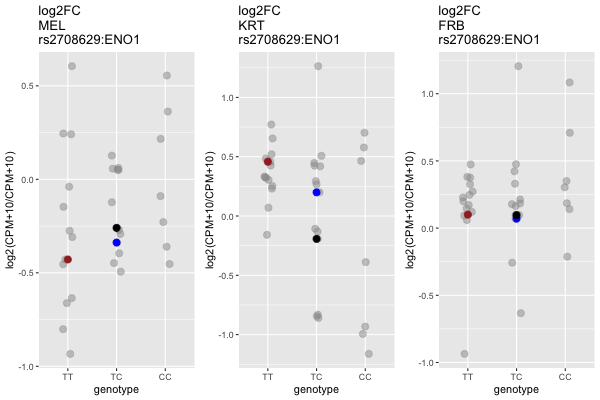 log2FC
MEL
rs2708629:ENO1
log2(CPM+10/CPM+10)
0.5
0.0
-0.5
-1.0
TT
TC
CC
genotype
log2FC
KRT
rs2708629:ENO1
log2(CPM+10/CPM+10)
1.0
0.5
0.0
-0.5
-1.0
TT
TC
CC
genotype
log2FC
FRB
rs2708629:ENO1
log2(CPM+10/CPM+10)
1.0
0.5
0.0
-0.5
-1.0
TT
TC
CC
genotype